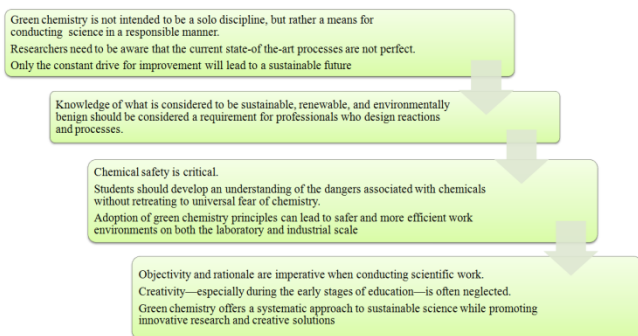 Green chemistry is not intended to be a solo discipline, but rather a means for
conducting science in a responsible manner.
Researchers need to be aware that the current state-of the-art processes are not perfect.
Only the constant drive for improvement will lead to a sustainable future
Knowledge of what is considered to be sustainable, renewable, and environmentally
benign should be considered a requirement for professionals who design reactions
and processes.
Chemical safety is critical.
Students should develop an understanding of the dangers associated with chemicals
without retreating to universal fear of chemistry.
Adoption of green chemistry principles can lead to safer and more efficient work
environments on both the laboratory and industrial scale
Objectivity and rationale are imperative when conducting scientific work.
Creativity—especially during the early stages of education—is often neglected.
Green chemistry offers a systematic approach to sustainable science while promoting
innovative research and creative solutions